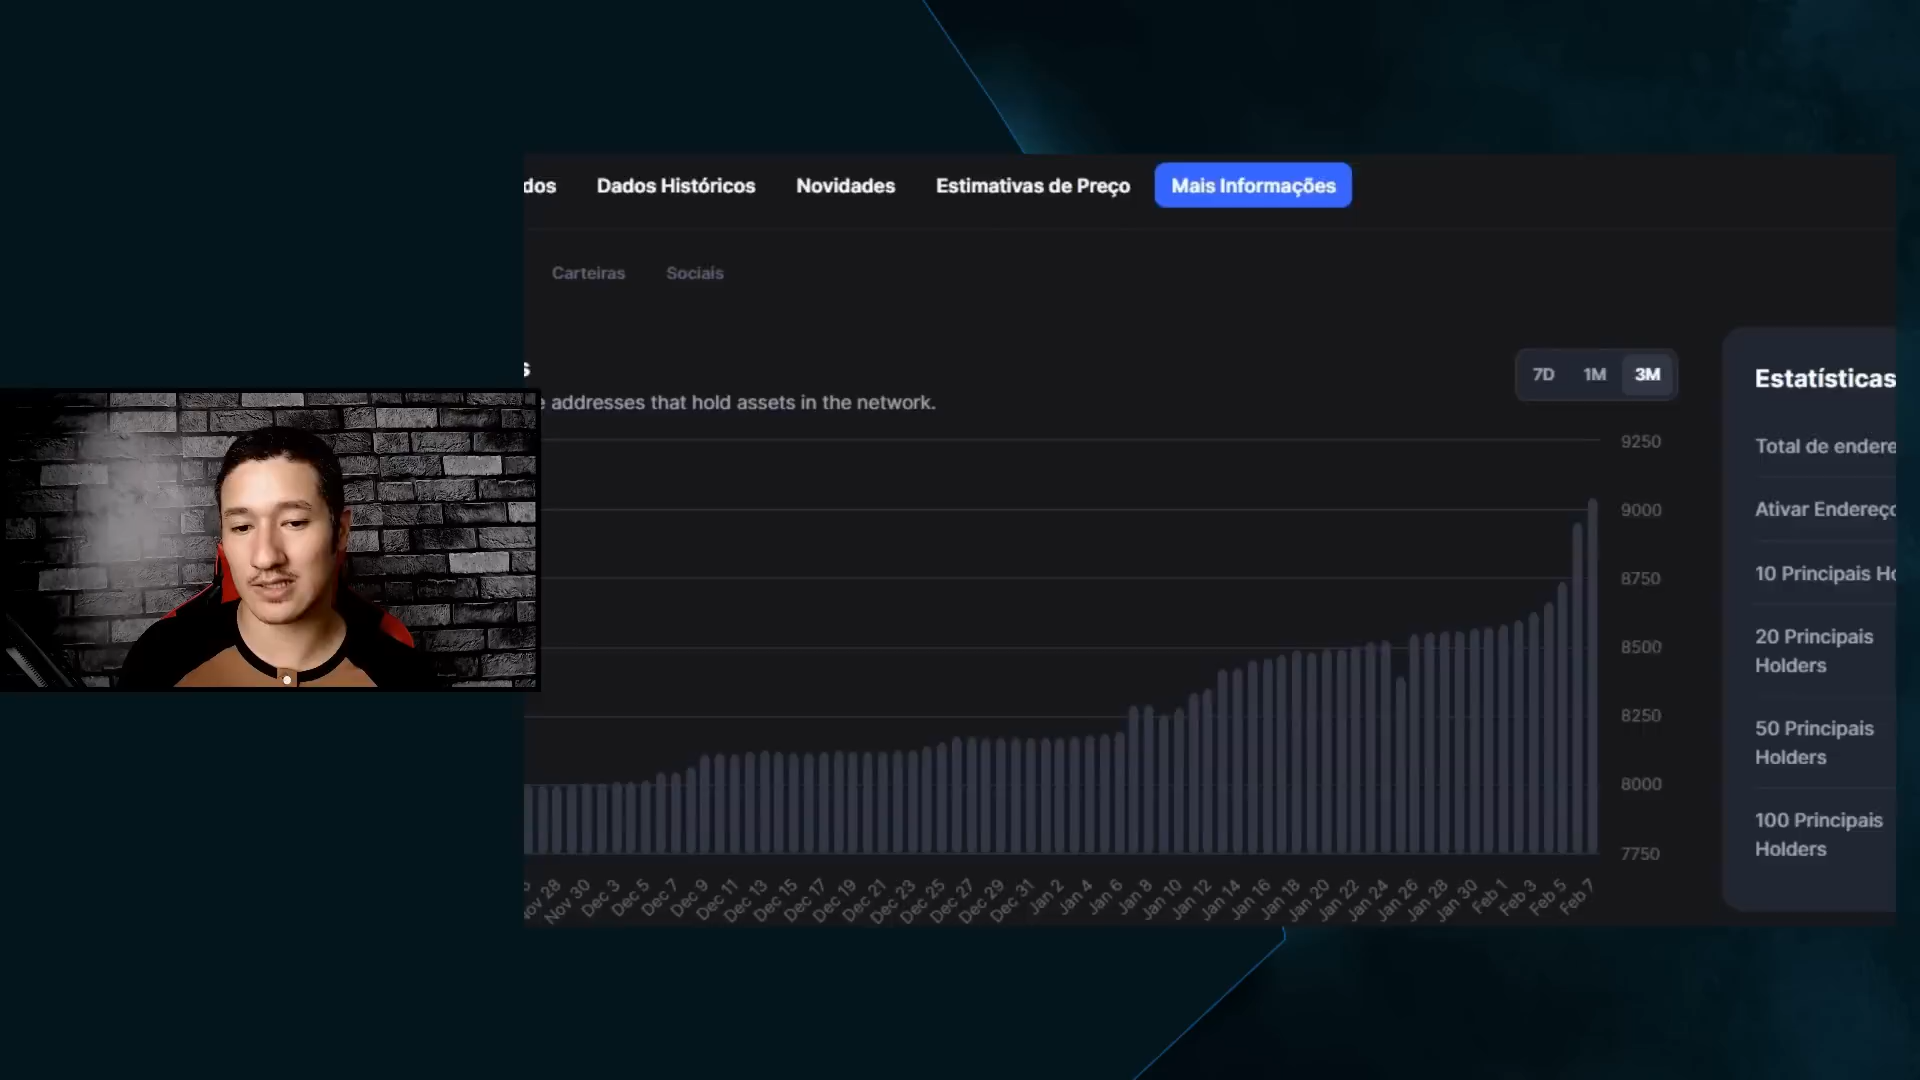 dos Dados Históricos Novidades Estimativas de Preço Mais Informações
Carteiras Sociais
s
7D 1M 3M
e addresses that hold assets in the network.
9250
9000
8750
8500
8250
8000
7750
Nov 28 Nov 30 Dec 3 Dec 5 Dec 7 Dec 9 Dec 11 Dec 13 Dec 15 Dec 17 Dec 19 Dec 21 Dec 23 Dec 25 Dec 27 Dec 29 Dec 31 Jan 2 Jan 4 Jan 6 Jan 8 Jan 10 Jan 12 Jan 14 Jan 16 Jan 18 Jan 20 Jan 22 Jan 24 Jan 26 Jan 28 Jan 30 Feb 1 Feb 3 Feb 5 Feb 7
Estatísticas
Total de endere
Ativar Endereço
10 Principais Ho
20 Principais
Holders
50 Principais
Holders
100 Principais
Holders